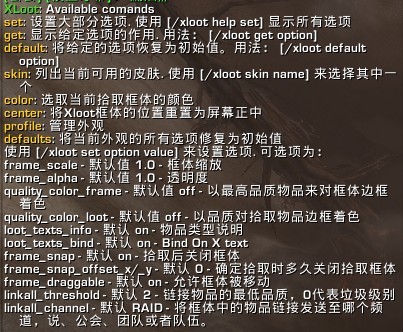 XLoot: Available comands
set: 设置大部分选项. 使用 [/xloot help set] 显示所有选项
get: 显示给定选项的作用. 用法： [/xloot get option]
default: 将给定的选项恢复为初始值。用法： [/xloot default
option]
skin: 列出当前可用的皮肤. 使用 [/xloot skin name] 来选择其中一
个
color: 选取当前拾取框体的颜色
center: 将Xloot框体的位置重置为屏幕正中
profile: 管理外观
defaults: 将当前外观的所有选项修复为初始值
使用 [/xloot set option value] 来设置选项. 可选项为：
frame_scale - 默认值 1.0 - 框体缩放
frame_alpha - 默认值 1.0 - 透明度
quality_color_frame - 默认值 off - 以最高品质物品来对框体边框
着色
quality_color_loot - 默认值 off - 以品质对拾取物品边框着色
loot_texts_info - 默认 on - 物品类型说明
loot_texts_bind - 默认 on - Bind On X text
frame_snap - 默认 on - 拾取后关闭框体
frame_snap_offset_x/_y - 默认 0 - 确定拾取时多久关闭拾取框体
frame_draggable - 默认 on - 允许框体被移动
linkall_threshold - 默认 2 - 链接物品的最低品质，0代表垃圾级别
linkall_channel - 默认 RAID - 将框体中的物品链接发送至哪个频
道，说、公会、团队或者队伍。